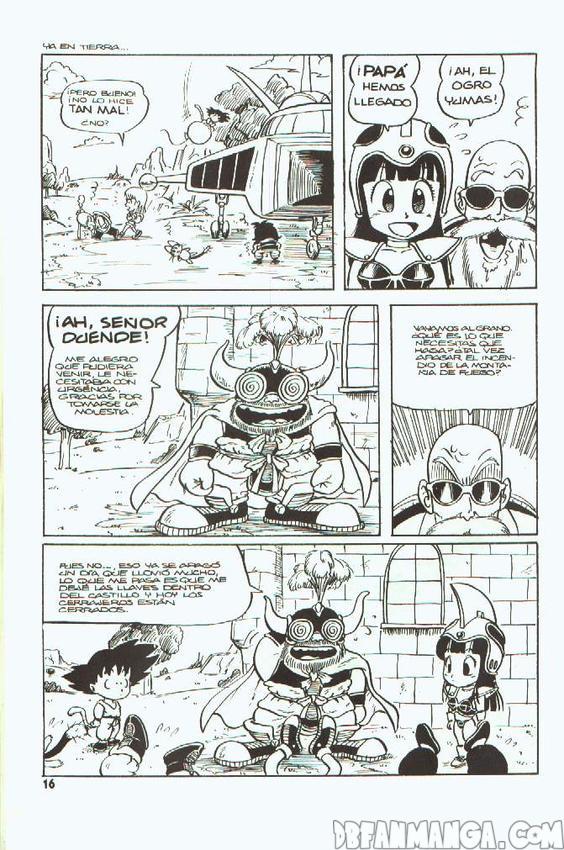 YA EN TIERRA...
¡PERO BUENO!
¡NO LO HICE
TAN MAL!
¿NO?
¡PAPÁ
HEMOS
LLEGADO
¡AH, EL
OGRO
YUMAS!
¡AH, SEÑOR
DUENDE!
ME ALEGRO
QUE PUDIERA
VENIR, LE NE-
CESITABA CON
URGENCIA,
GRACIAS POR
TOMARSE LA
MOLESTIA
VAYAMOS AL GRANO.
¿QUE ES LO QUE
NECESITAS QUE
HAGA? ¿TAL VEZ
APAGAR EL INCEN-
DIO DE LA MONTA-
ÑA DE FUEGO?
PUES NO..., ESO YA SE APAGÓ
UN DÍA QUE LLOVIÓ MUCHO,
LO QUE ME PASA ES QUE ME
DEJÉ LAS LLAVES DENTRO
DEL CASTILLO Y HOY LOS
CERRAJEROS ESTÁN
CERRADOS.
16
DBFANMANGA.COM